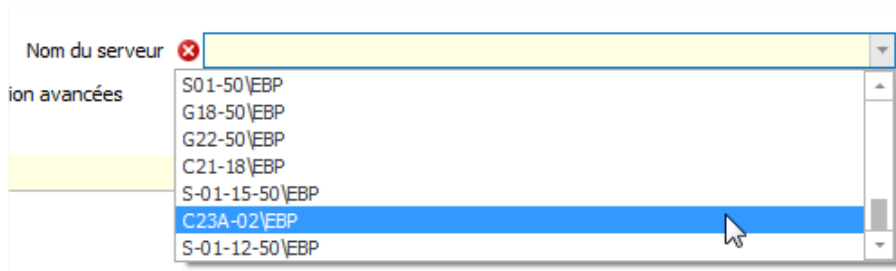 Nom du serveur
ion avancées
S01-50\EBP
G18-50\EBP
G22-50\EBP
C21-18\EBP
S-01-15-50\EBP
C23A-02\EBP
S-01-12-50\EBP